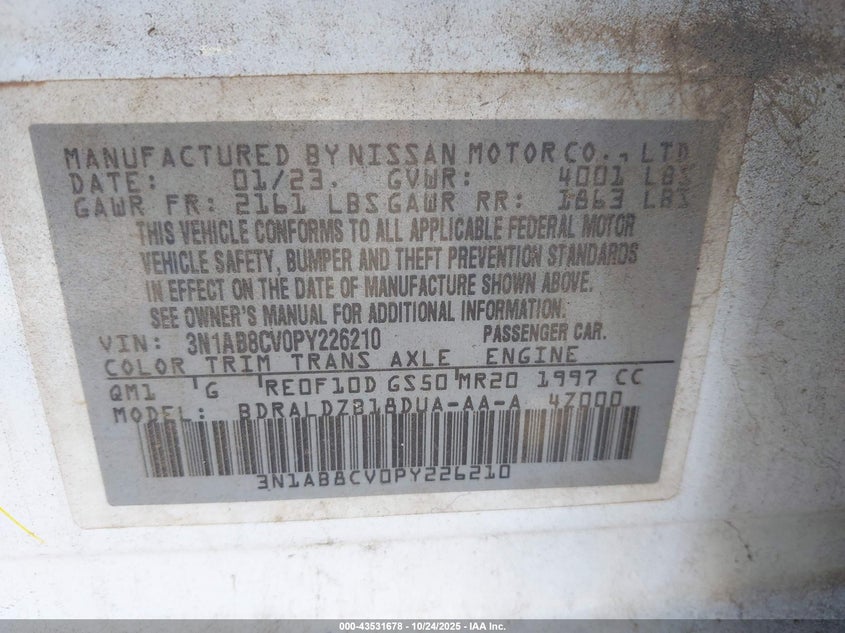 MANUFACTURED BY NISSAN MOTOR CO., LTD
DATE: 01/23. GVWR: 4001 LBS
GAWR FR: 2161 LBS GAWR RR: 1863 LBS
THIS VEHICLE CONFORMS TO ALL APPLICABLE FEDERAL MOTOR
VEHICLE SAFETY, BUMPER AND THEFT PREVENTION STANDARDS
IN EFFECT ON THE DATE OF MANUFACTURE SHOWN ABOVE.
SEE OWNER'S MANUAL FOR ADDITIONAL INFORMATION.
VIN: 3N1AB8CV0PY226210 PASSENGER CAR.
COLOR TRIM TRANS AXLE ENGINE
QM1 G RE0F10D GS50 MR20 1997 CC
MODEL: BDRALDZB18DUA-AA-A 4Z000
3N1AB8CV0PY226210
000-43531678 - 10/24/2025 - IAA Inc.